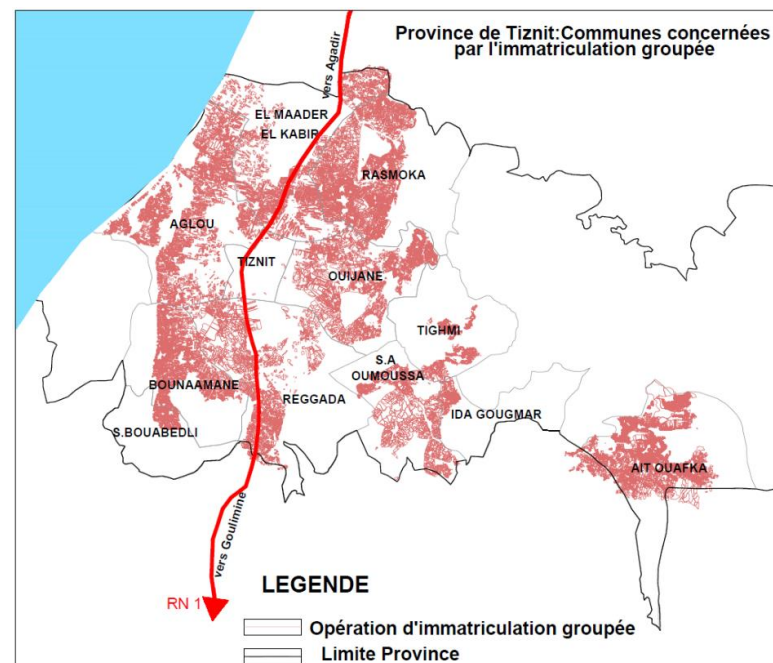 Province de Tiznit:Communes concernées
par l'immatriculation groupée
vers Agadir
EL MAADER
EL KABIR
RASMOKA
AGLOU
TIZNIT
OUIJANE
TIGHMI
S.A
OUMOUSSA
BOUNAAMANE
REGGADA
IDA GOUGMAR
S.BOUABEDLI
AIT OUAFKA
vers Goulimine
RN 1
LEGENDE
Opération d'immatriculation groupée
Limite Province